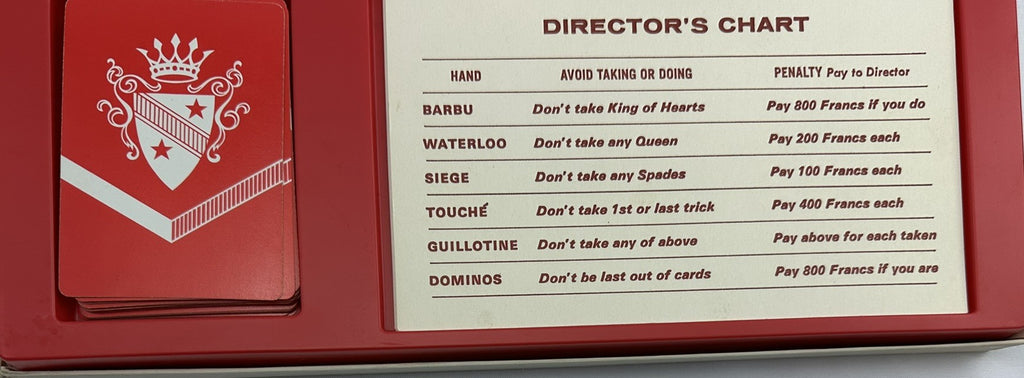 DIRECTOR'S CHART
HAND AVOID TAKING OR DOING PENALTY Pay to Director
BARBU Don't take King of Hearts Pay 800 Francs if you do
WATERLOO Don't take any Queen Pay 200 Francs each
SIEGE Don't take any Spades Pay 100 Francs each
TOUCHÉ Don't take 1st or last trick Pay 400 Francs each
GUILLOTINE Don't take any of above Pay above for each taken
DOMINOS Don't be last out of cards Pay 800 Francs if you are